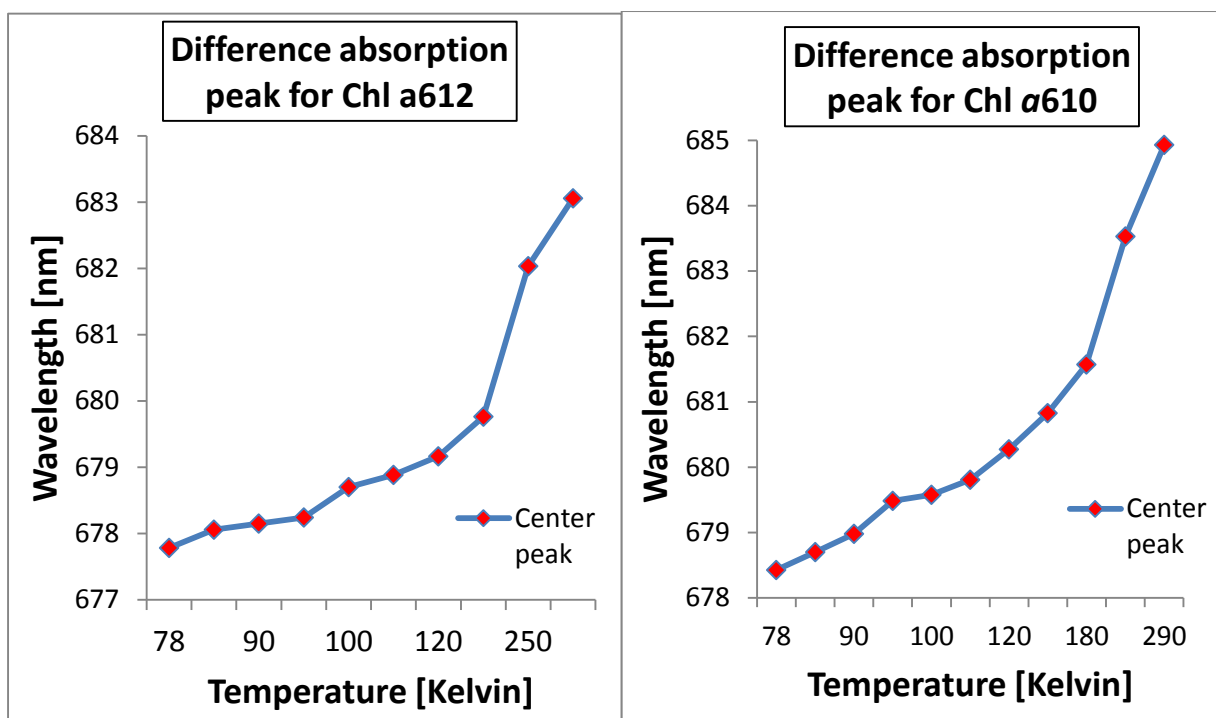 Difference absorption
peak for Chl a612
684
683
682
681
680
679
678
677
Wavelength [nm]
78
90
100
120
250
Temperature [Kelvin]
Center
peak
Difference absorption
peak for Chl a610
685
684
683
682
681
680
679
678
Wavelength [nm]
78
90
100
120
180
290
Temperature [Kelvin]
Center
peak